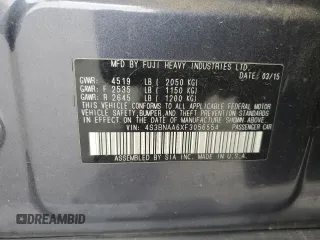 MFD. BY FUJI HEAVY INDUSTRIES LTD.
DATE: 03/15
GVWR: 4519 LB ( 2050 KG)
GAWR: F 2535 LB ( 1150 KG)
GAWR: R 2645 LB ( 1200 KG)
THIS VEHICLE CONFORMS TO ALL APPLICABLE
FEDERAL MOTOR VEHICLE SAFETY, BUMPER,
AND THEFT PREVENTION STANDARDS IN EFFECT
ON THE DATE OF MANUFACTURE SHOWN ABOVE.
VIN: 4S3BNAA6XF3056554 PASSENGER CAR
ASSEMBLED BY SIA INC. MADE IN U.S.A.
© DREAMBID
dreambid.com